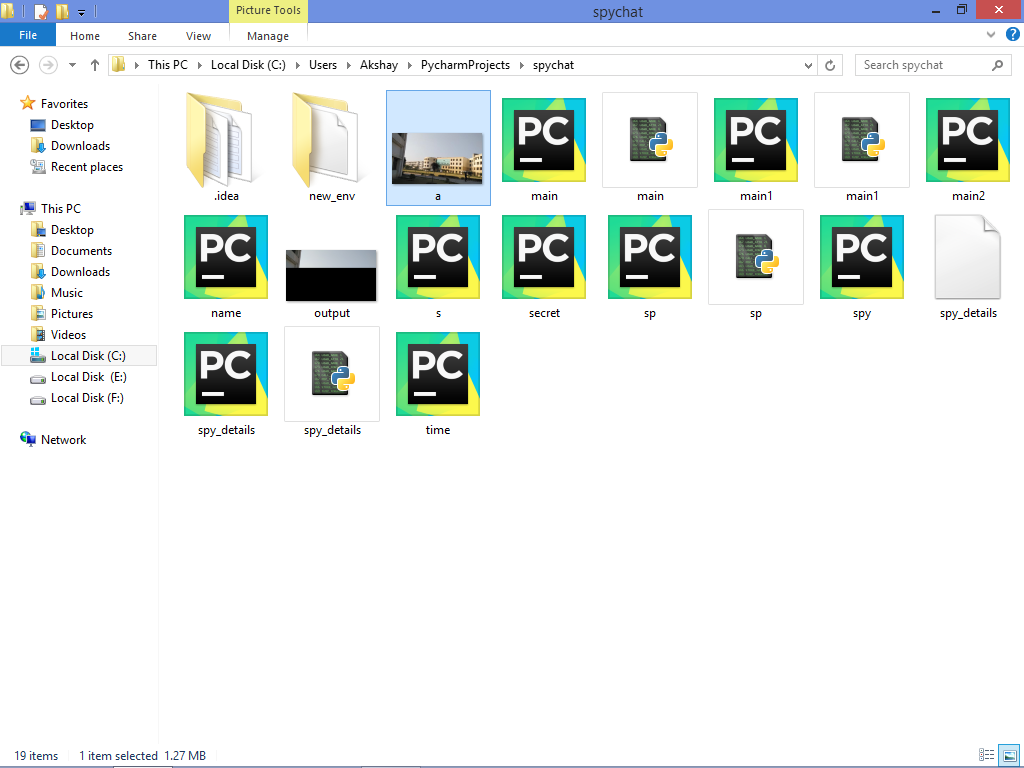 Picture Tools
spychat
File
Home
Share
View
Manage
This PC
Local Disk (C:)
Users
Akshay
PycharmProjects
spychat
Search spychat
Favorites
Desktop
Downloads
Recent places
This PC
Desktop
Documents
Downloads
Music
Pictures
Videos
Local Disk (C:)
Local Disk (E:)
Local Disk (F:)
Network
PC
PC
PC
.idea
new_env
a
main
main
main1
main1
main2
PC
PC
PC
PC
PC
name
output
s
secret
sp
sp
spy
spy_details
PC
PC
spy_details
spy_details
time
19 items
1 item selected 1.27 MB